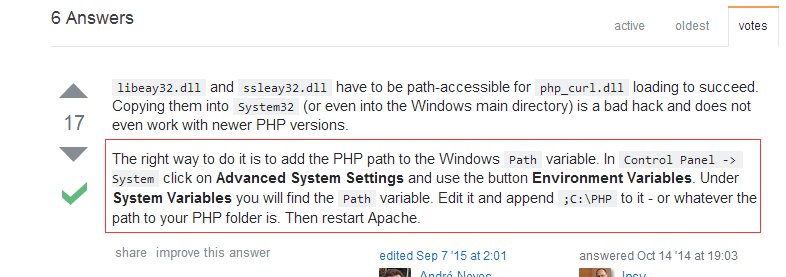 6 Answers
active oldest votes
libeay32.dll and ssleay32.dll have to be path-accessible for php_curl.dll loading to succeed.
Copying them into System32 (or even into the Windows main directory) is a bad hack and does not
17
even work with newer PHP versions.
The right way to do it is to add the PHP path to the Windows Path variable. In Control Panel ->
System click on Advanced System Settings and use the button Environment Variables. Under
System Variables you will find the Path variable. Edit it and append ;C:\PHP to it - or whatever the
path to your PHP folder is. Then restart Apache.
share improve this answer
edited Sep 7 '15 at 2:01 answered Oct 14 '14 at 19:03